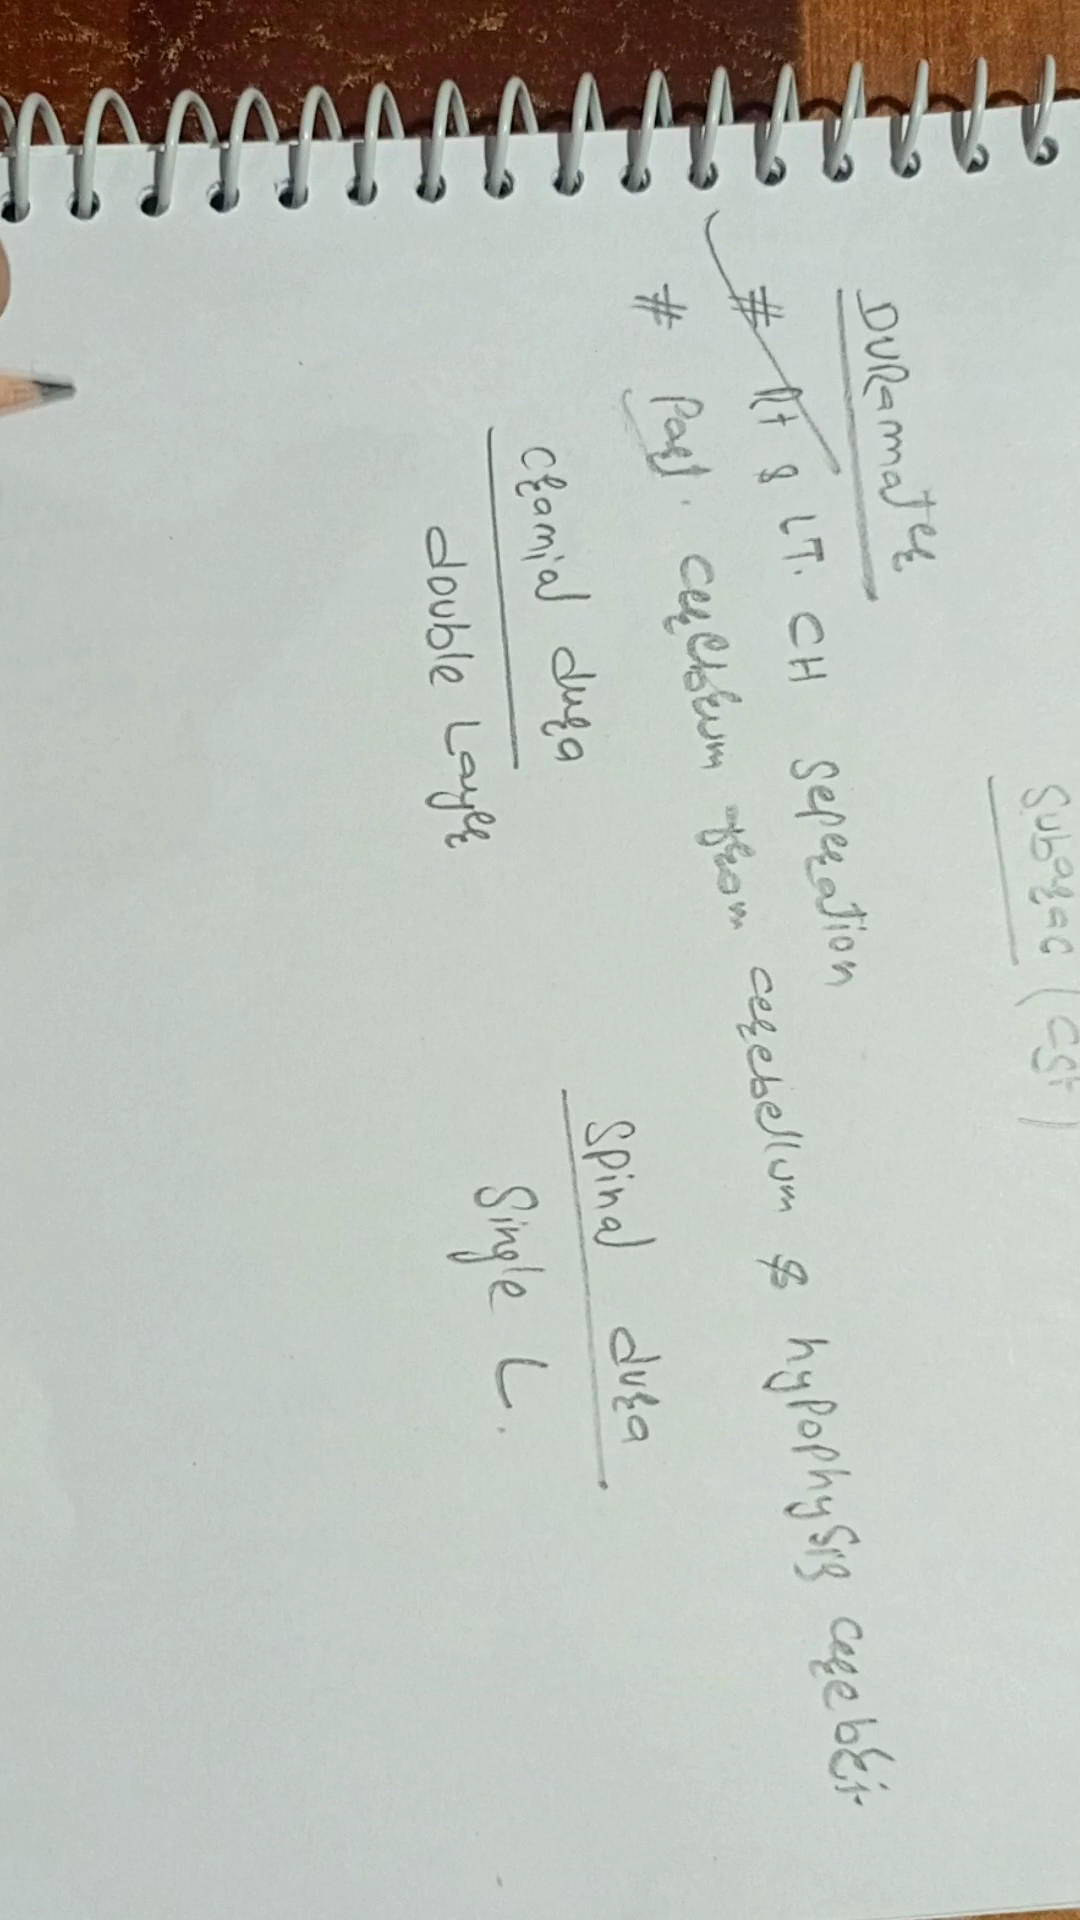 Subarac (CSF)
DURamater
# Rt & LT. CH Seperation
# Part. cerebrum from cerebellum & hypophysis cerebri.
cranial dura
double Layer
Spinal dura
Single L.